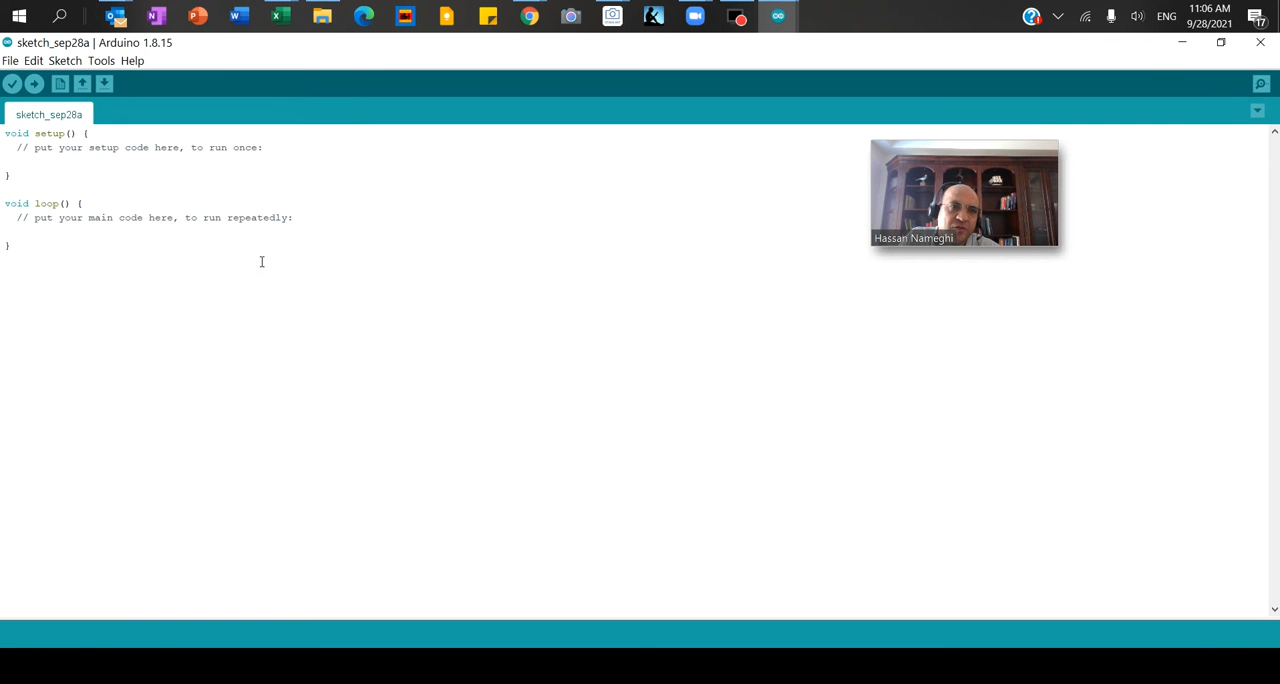 ENG
11:06 AM
9/28/2021
17
sketch_sep28a | Arduino 1.8.15
File Edit Sketch Tools Help
sketch_sep28a
void setup() {
// put your setup code here, to run once:
}
void loop() {
// put your main code here, to run repeatedly:
}
Hassan Nameghi